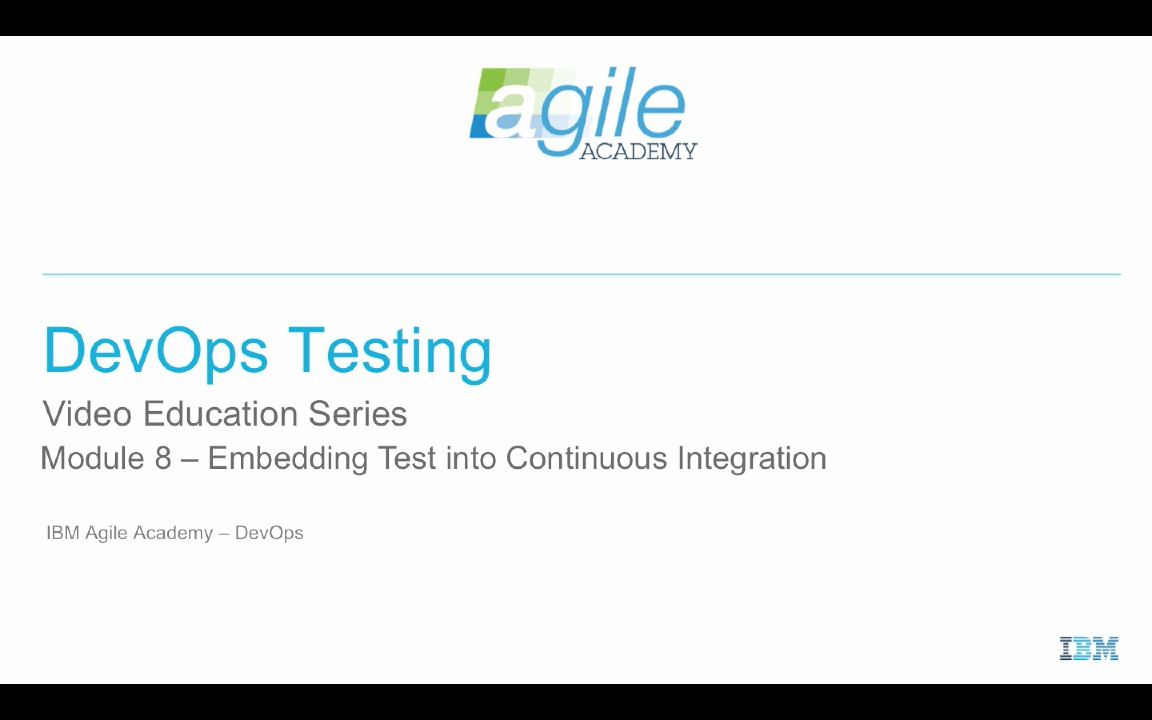 agile
ACADEMY
DevOps Testing
Video Education Series
Module 8 – Embedding Test into Continuous Integration
IBM Agile Academy – DevOps
IBM